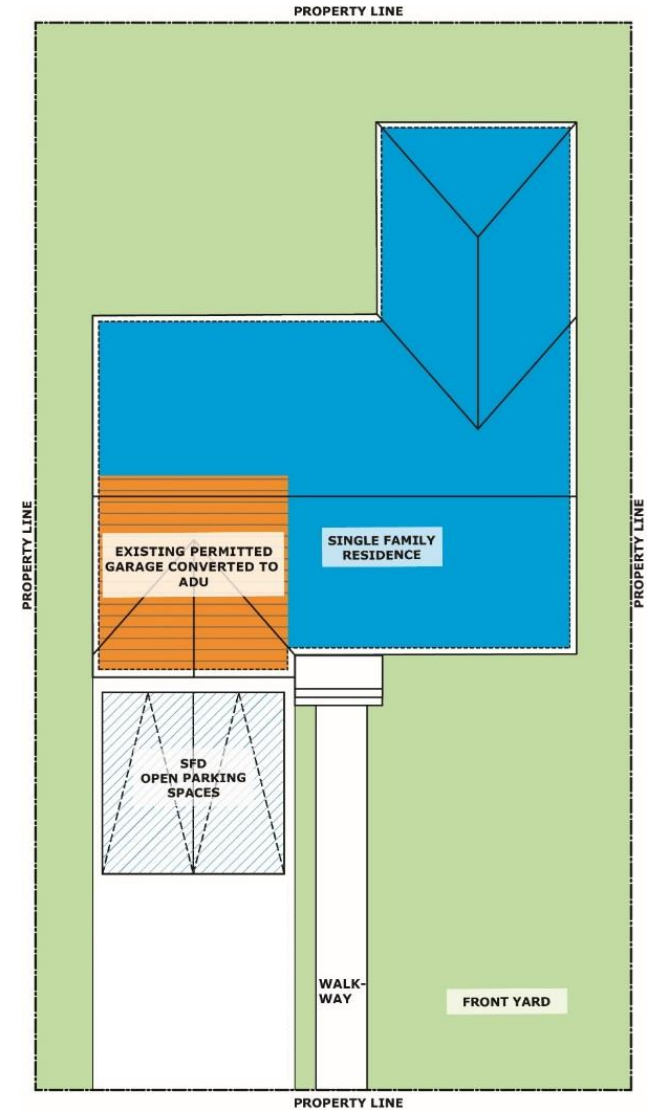 PROPERTY LINE
PROPERTY LINE
PROPERTY LINE
EXISTING PERMITTED
GARAGE CONVERTED TO
ADU
SINGLE FAMILY
RESIDENCE
SFD
OPEN PARKING
SPACES
WALK-
WAY
FRONT YARD
PROPERTY LINE